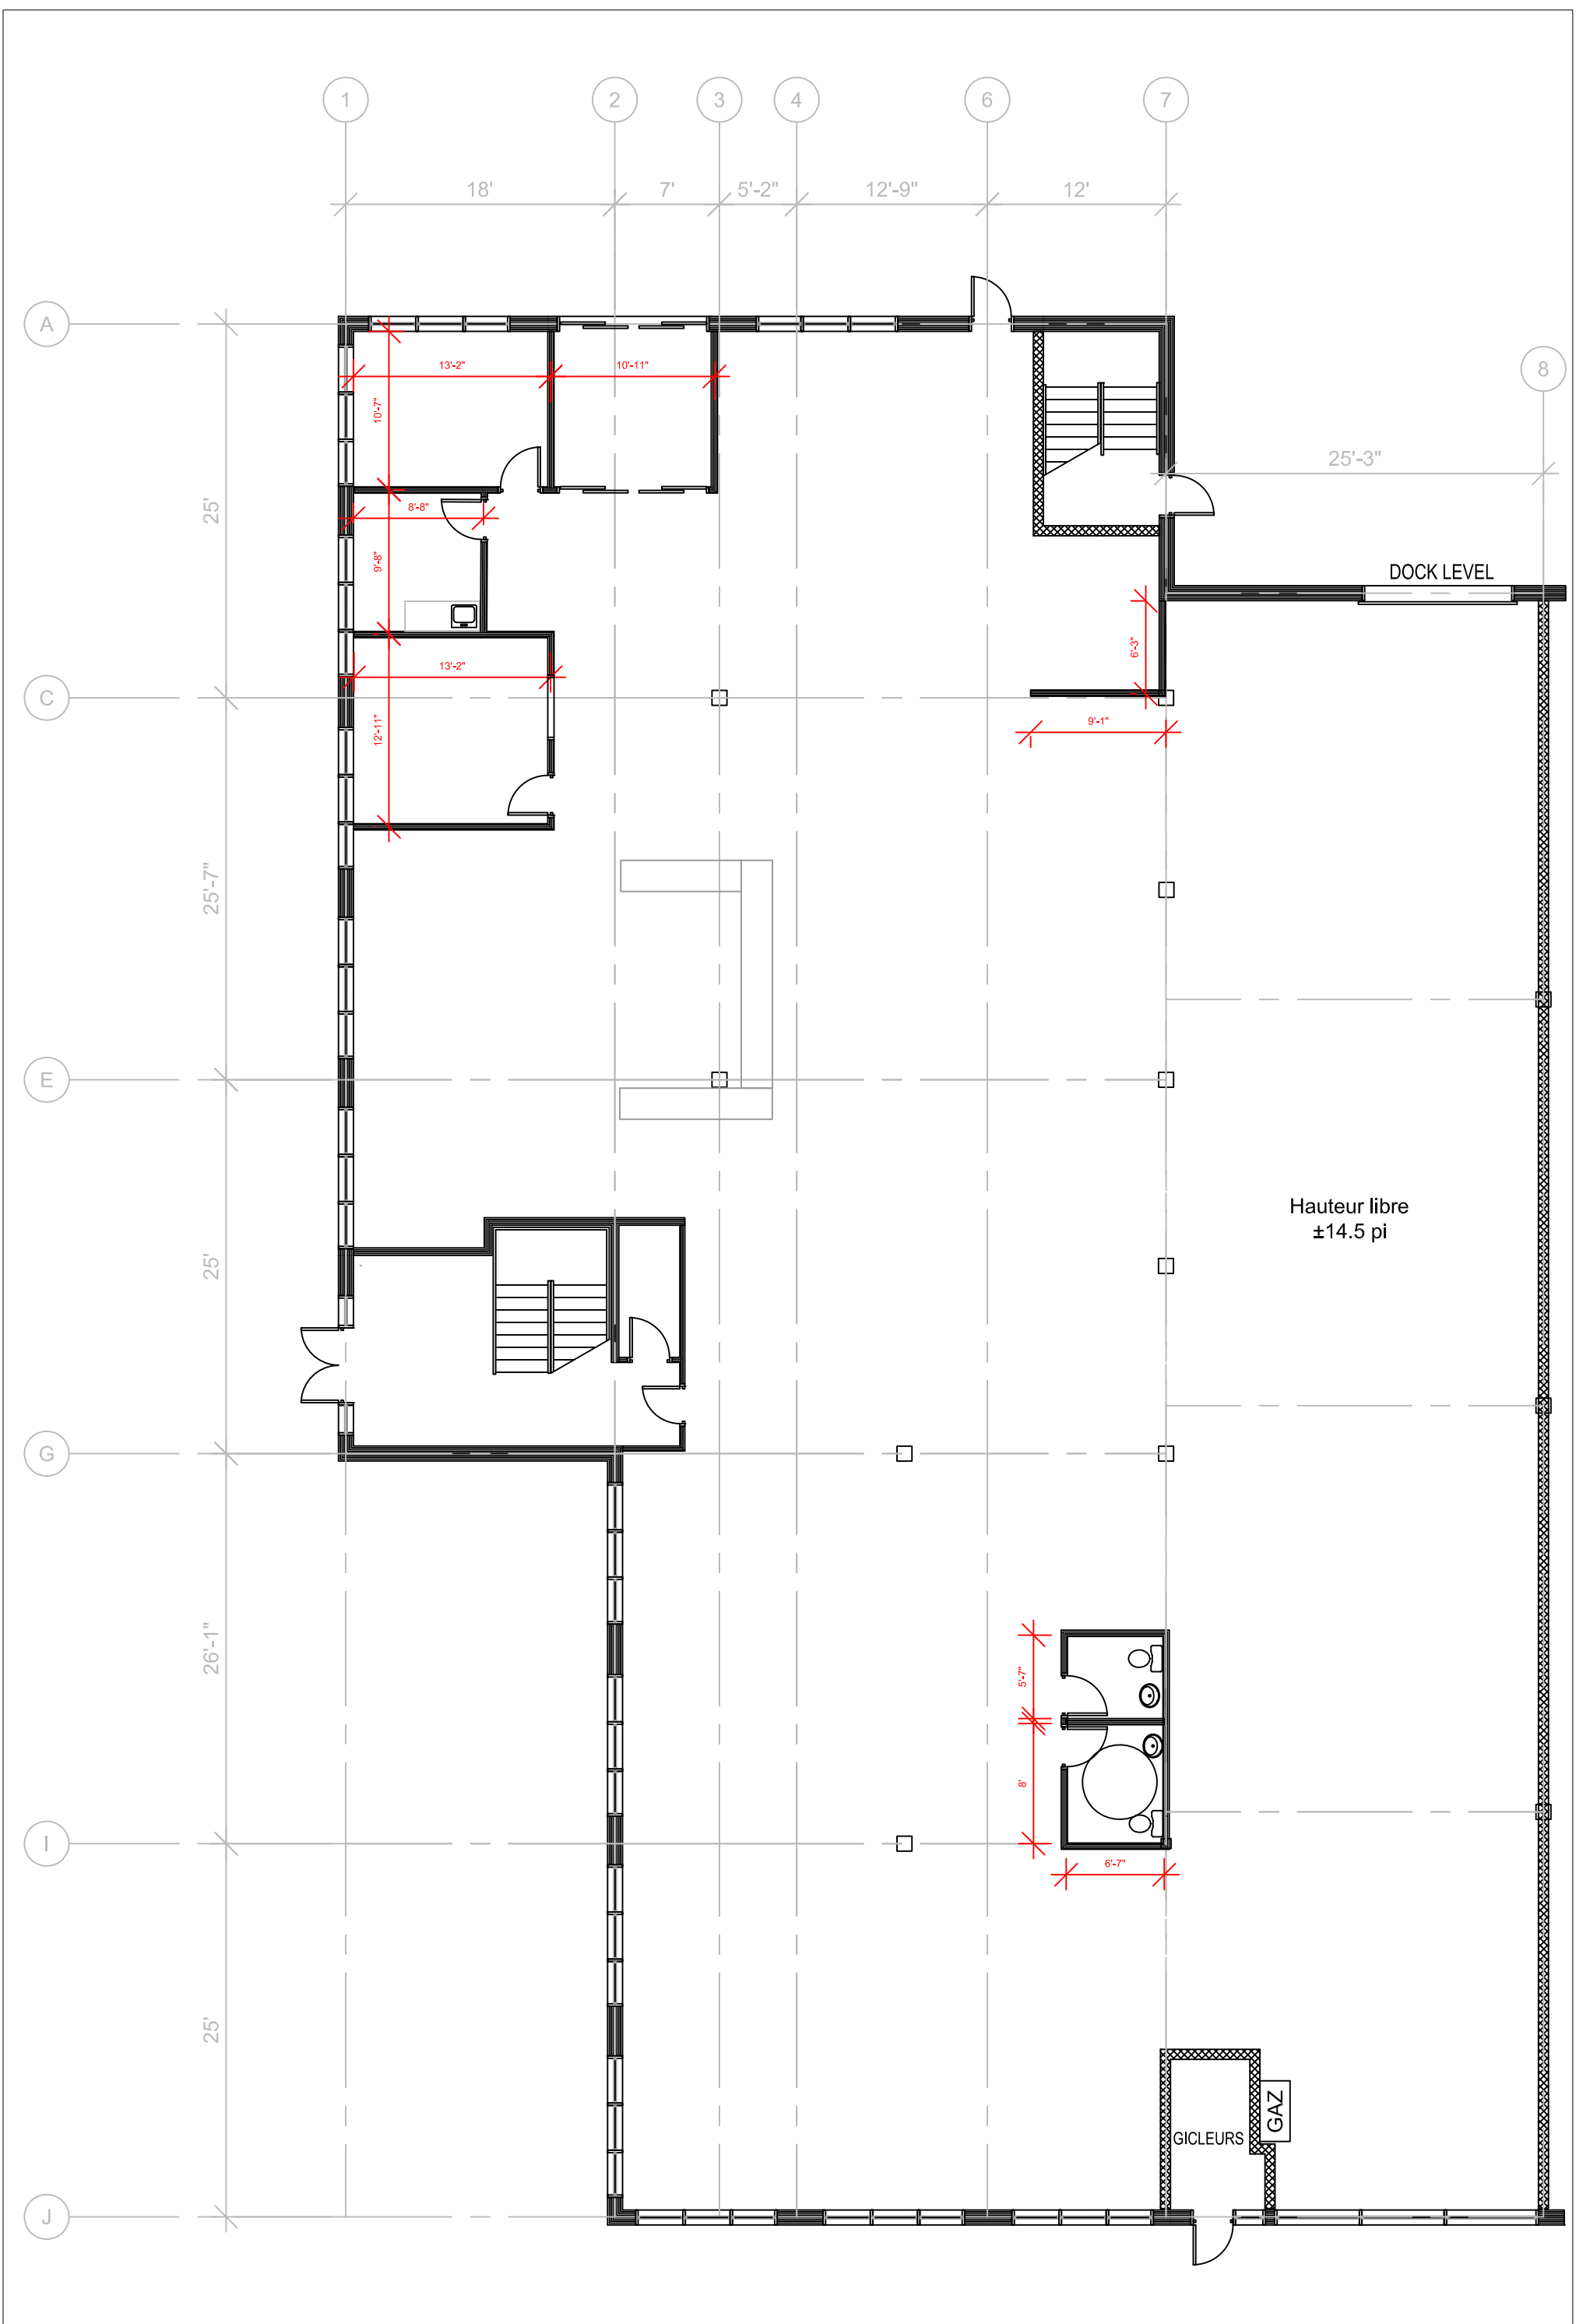 1 2 3 4 6 7
18' 7' 5'-2" 12'-9" 12'
A
8
13'-2" 10'-11"
10'-7"
25'-3"
25'
8'-8"
9'-8"
DOCK LEVEL
6'-3"
13'-2"
C
12'-11"
9'-1"
25'-7"
E
Hauteur libre
±14.5 pi
25'
G
26'-1"
5'-7"
8'
I
6'-7"
25'
GAZ
GICLEURS
J